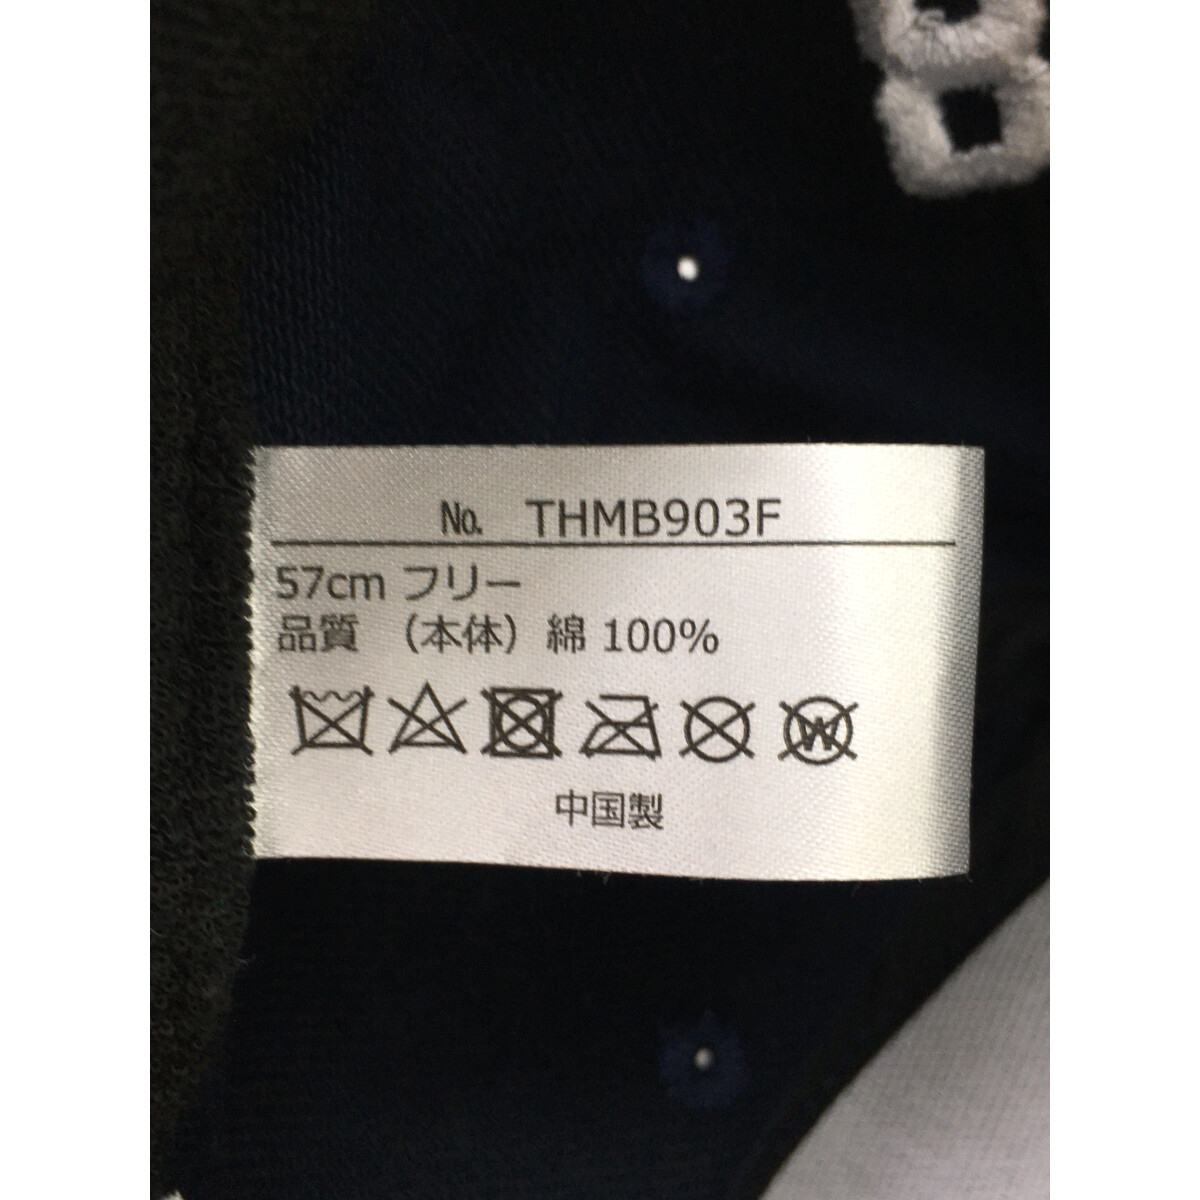 № THMB903F
57cm フリー
品質 （本体）綿 100%
W
中国製